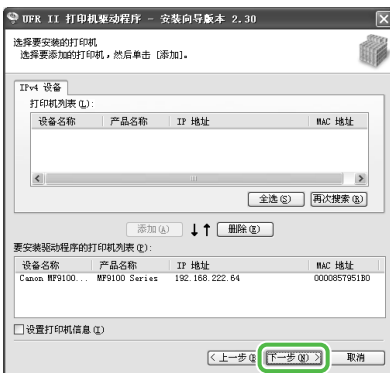 UFR II 打印机驱动程序 - 安装向导版本 2.30
选择要安装的打印机
选择要添加的打印机，然后单击 [添加]。
IPv4 设备
打印机列表(L):
设备名称 产品名称 IP 地址 MAC 地址
全选(S) 再次搜索(R)
添加(A) 删除(E)
要安装驱动程序的打印机列表(P):
设备名称 产品名称 IP 地址 MAC 地址
Canon MF9100... MF9100 Series 192.168.222.64 0000857951B0
设置打印机信息(I)
< 上一步 下一步(N) > 取消